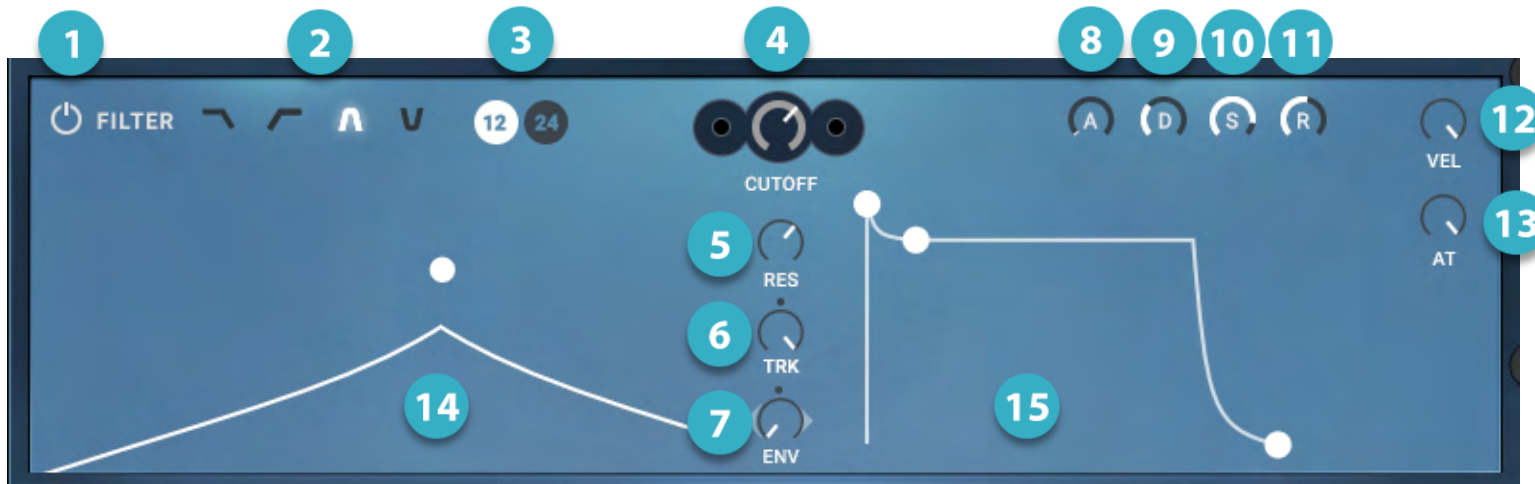 1 2 3 4 8 9 10 11
FILTER 12 24 A D S R 12
CUTOFF VEL
5 13
RES AT
6
TRK
14 7 15
ENV